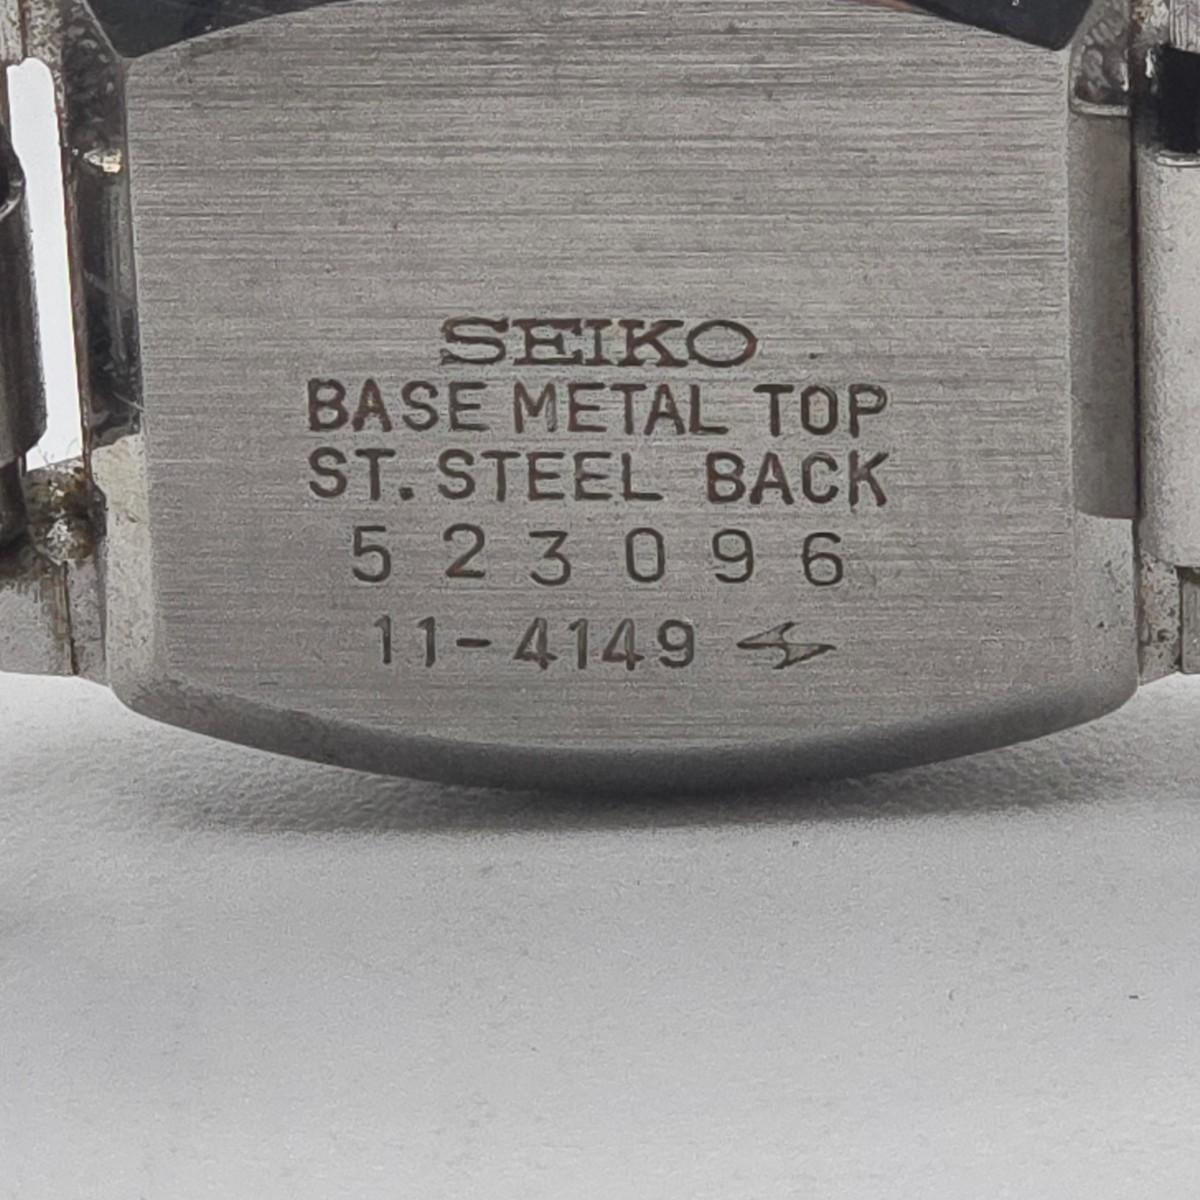 SEIKO
BASE METAL TOP
ST. STEEL BACK
523096
11-4149